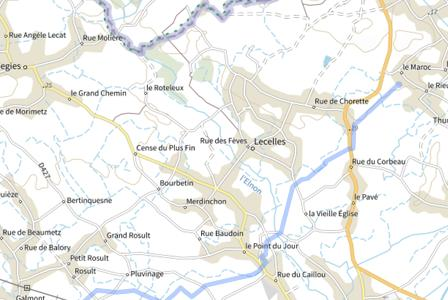 Rue Angèle Lecat
Rue Molière
le Maroc
egies
le Roteleux
le Grand Chemin
Rue de Chorette
de Morimetz
Rue des Fèves
Lecelles
Cense du Plus Fin
Rue du Corbeau
D427
l'Elnon
Bourbetin
Bertinquesne
Merdinchon
le Pavé
la Vieille Église
Rue de Beaumetz
Grand Rosult
Rue Baudoin
Rue de Balory
le Point du Jour
Petit Rosult
Rosult
Pluvinage
Rue du Caillou